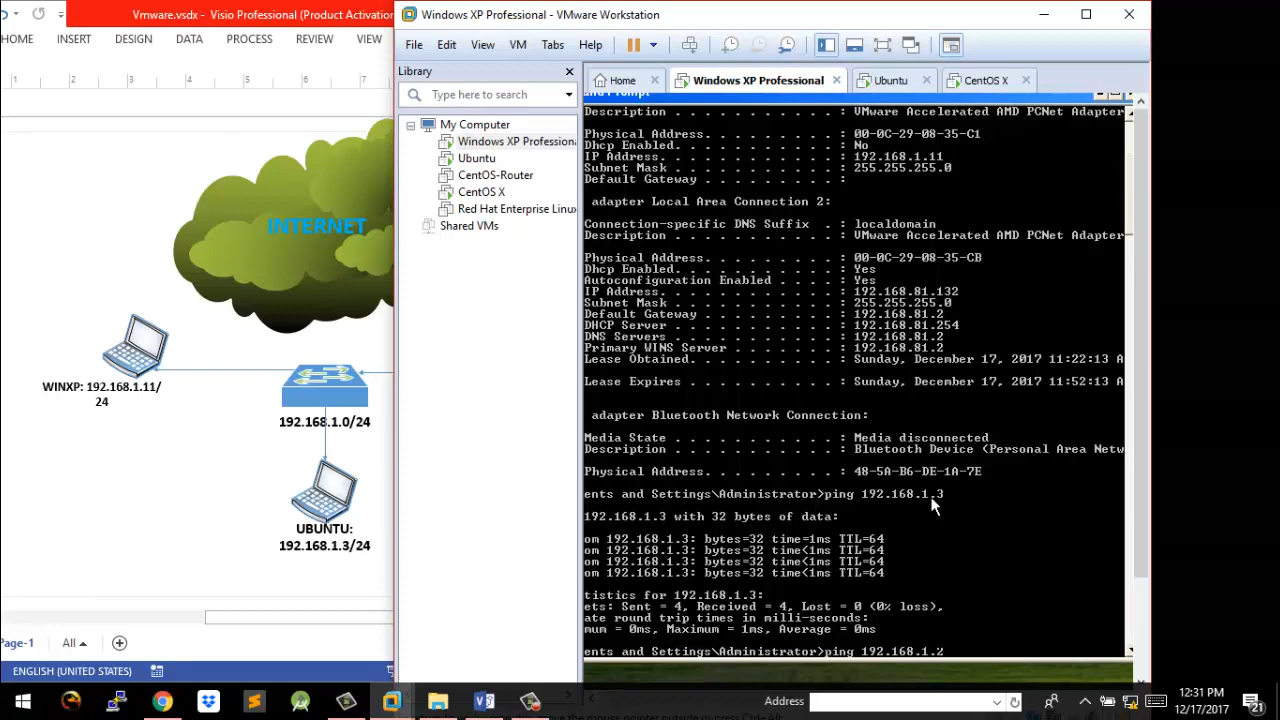 Vmware.vsdx - Visio Professional (Product Activation
HOME INSERT DESIGN DATA PROCESS REVIEW VIEW
1 2 3 4 5 6 7
INTERNET
WINXP: 192.168.1.11/
24
192.168.1.0/24
UBUNTU:
192.168.1.3/24
Page-1 All
ENGLISH (UNITED STATES)
Windows XP Professional - VMware Workstation
File Edit View VM Tabs Help
Library
Type here to search
My Computer
Windows XP Professiona
Ubuntu
CentOS-Router
CentOS X
Red Hat Enterprise Linux
Shared VMs
Home Windows XP Professional Ubuntu CentOS X
and Prompt
Description . . . . . . . . . . . : VMware Accelerated AMD PCNet Adapter
Physical Address. . . . . . . . . : 00-0C-29-08-35-C1
Dhcp Enabled. . . . . . . . . . . : No
IP Address. . . . . . . . . . . . : 192.168.1.11
Subnet Mask . . . . . . . . . . . : 255.255.255.0
Default Gateway . . . . . . . . . :
adapter Local Area Connection 2:
Connection-specific DNS Suffix  . : localdomain
Description . . . . . . . . . . . : VMware Accelerated AMD PCNet Adapter
Physical Address. . . . . . . . . : 00-0C-29-08-35-CB
Dhcp Enabled. . . . . . . . . . . : Yes
Autoconfiguration Enabled . . . . : Yes
IP Address. . . . . . . . . . . . : 192.168.81.132
Subnet Mask . . . . . . . . . . . : 255.255.255.0
Default Gateway . . . . . . . . . : 192.168.81.2
DHCP Server . . . . . . . . . . . : 192.168.81.254
DNS Servers . . . . . . . . . . . : 192.168.81.2
Primary WINS Server . . . . . . . : 192.168.81.2
Lease Obtained. . . . . . . . . . : Sunday, December 17, 2017 11:22:13 A
Lease Expires . . . . . . . . . . : Sunday, December 17, 2017 11:52:13 A
adapter Bluetooth Network Connection:
Media State . . . . . . . . . . . : Media disconnected
Description . . . . . . . . . . . : Bluetooth Device (Personal Area Netw
Physical Address. . . . . . . . . : 48-5A-B6-DE-1A-7E
ents and Settings\Administrator>ping 192.168.1.3
192.168.1.3 with 32 bytes of data:
om 192.168.1.3: bytes=32 time=1ms TTL=64
om 192.168.1.3: bytes=32 time<1ms TTL=64
om 192.168.1.3: bytes=32 time<1ms TTL=64
om 192.168.1.3: bytes=32 time<1ms TTL=64
tistics for 192.168.1.3:
ets: Sent = 4, Received = 4, Lost = 0 (0% loss),
ate round trip times in milli-seconds:
mum = 0ms, Maximum = 1ms, Average = 0ms
ents and Settings\Administrator>ping 192.168.1.2
Address
12:31 PM
12/17/2017
21